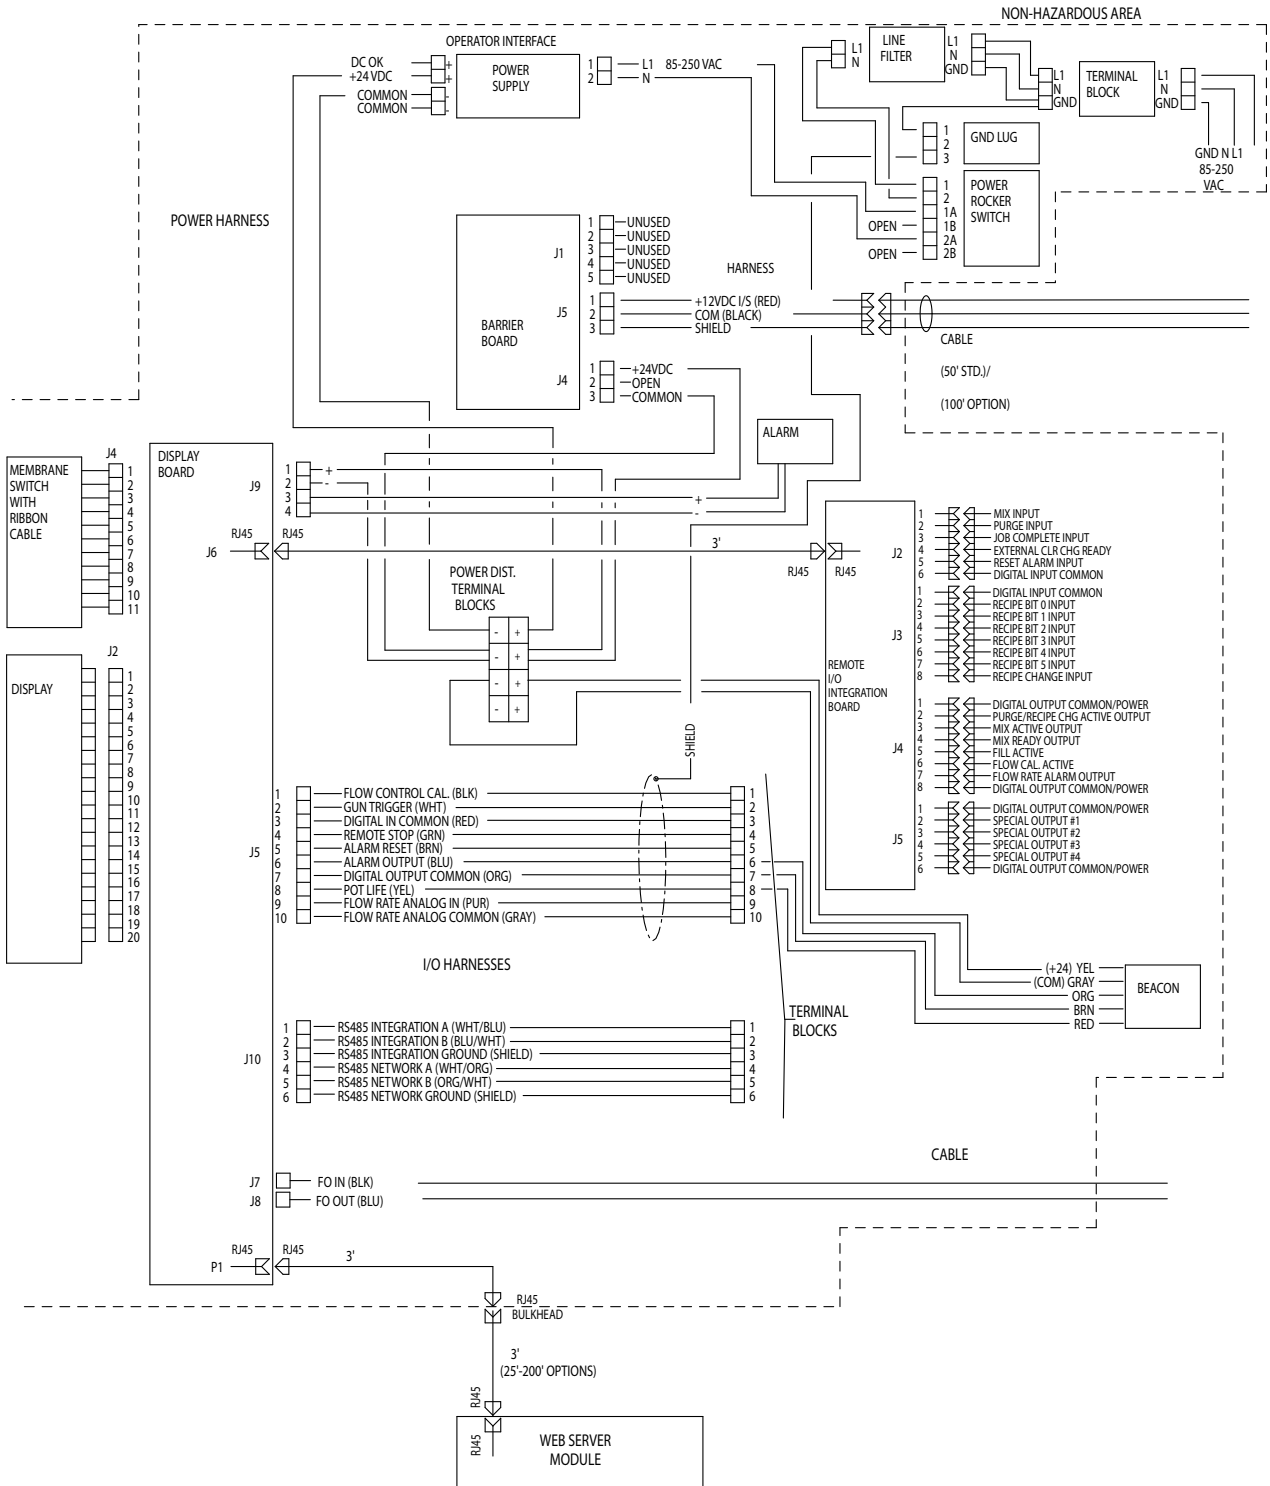 NON-HAZARDOUS AREA
OPERATOR INTERFACE
DC OK
+24 VDC
COMMON
COMMON
+
+
-
-
POWER
SUPPLY
1
2
L1 85-250 VAC
N
L1
N
LINE
FILTER
L1
N
GND
L1
N
GND
TERMINAL
BLOCK
L1
N
GND
GND N L1
85-250
VAC
1
2
3
GND LUG
1
2
1A
1B
2A
2B
OPEN
OPEN
POWER
ROCKER
SWITCH
POWER HARNESS
BARRIER
BOARD
J1
1 UNUSED
2 UNUSED
3 UNUSED
4 UNUSED
5 UNUSED
HARNESS
J5
1 +12VDC I/S (RED)
2 COM (BLACK)
3 SHIELD
CABLE
(50' STD.)/
(100' OPTION)
J4
1 +24VDC
2 OPEN
3 COMMON
ALARM
MEMBRANE
SWITCH
WITH
RIBBON
CABLE
J4
1
2
3
4
5
6
7
8
9
10
11
DISPLAY
BOARD
J9
1 +
2 -
3
4
+
-
J6
RJ45
RJ45
3'
RJ45
RJ45
POWER DIST.
TERMINAL
BLOCKS
- +
- +
- +
- +
SHIELD
REMOTE
I/O
INTEGRATION
BOARD
J2
1 MIX INPUT
2 PURGE INPUT
3 JOB COMPLETE INPUT
4 EXTERNAL CLR CHG READY
5 RESET ALARM INPUT
6 DIGITAL INPUT COMMON
J3
1 DIGITAL INPUT COMMON
2 RECIPE BIT 0 INPUT
3 RECIPE BIT 1 INPUT
4 RECIPE BIT 2 INPUT
5 RECIPE BIT 3 INPUT
6 RECIPE BIT 4 INPUT
7 RECIPE BIT 5 INPUT
8 RECIPE CHANGE INPUT
J4
1 DIGITAL OUTPUT COMMON/POWER
2 PURGE/RECIPE CHG ACTIVE OUTPUT
3 MIX ACTIVE OUTPUT
4 MIX READY OUTPUT
5 FILL ACTIVE
6 FLOW CAL. ACTIVE
7 FLOW RATE ALARM OUTPUT
8 DIGITAL OUTPUT COMMON/POWER
J5
1 DIGITAL OUTPUT COMMON/POWER
2 SPECIAL OUTPUT #1
3 SPECIAL OUTPUT #2
4 SPECIAL OUTPUT #3
5 SPECIAL OUTPUT #4
6 DIGITAL OUTPUT COMMON/POWER
DISPLAY
J2
1
2
3
4
5
6
7
8
9
10
11
12
13
14
15
16
17
18
19
20
J5
1 FLOW CONTROL CAL. (BLK) 1
2 GUN TRIGGER (WHT) 2
3 DIGITAL IN COMMON (RED) 3
4 REMOTE STOP (GRN) 4
5 ALARM RESET (BRN) 5
6 ALARM OUTPUT (BLU) 6
7 DIGITAL OUTPUT COMMON (ORG) 7
8 POT LIFE (YEL) 8
9 FLOW RATE ANALOG IN (PUR) 9
10 FLOW RATE ANALOG COMMON (GRAY) 10
I/O HARNESSES
TERMINAL
BLOCKS
(+24) YEL
(COM) GRAY
ORG
BRN
RED
BEACON
J10
1 RS485 INTEGRATION A (WHT/BLU) 1
2 RS485 INTEGRATION B (BLU/WHT) 2
3 RS485 INTEGRATION GROUND (SHIELD) 3
4 RS485 NETWORK A (WHT/ORG) 4
5 RS485 NETWORK B (ORG/WHT) 5
6 RS485 NETWORK GROUND (SHIELD) 6
CABLE
J7 FO IN (BLK)
J8 FO OUT (BLU)
P1
RJ45
RJ45
3'
RJ45
BULKHEAD
3'
(25'-200' OPTIONS)
RJ45
RJ45
WEB SERVER
MODULE